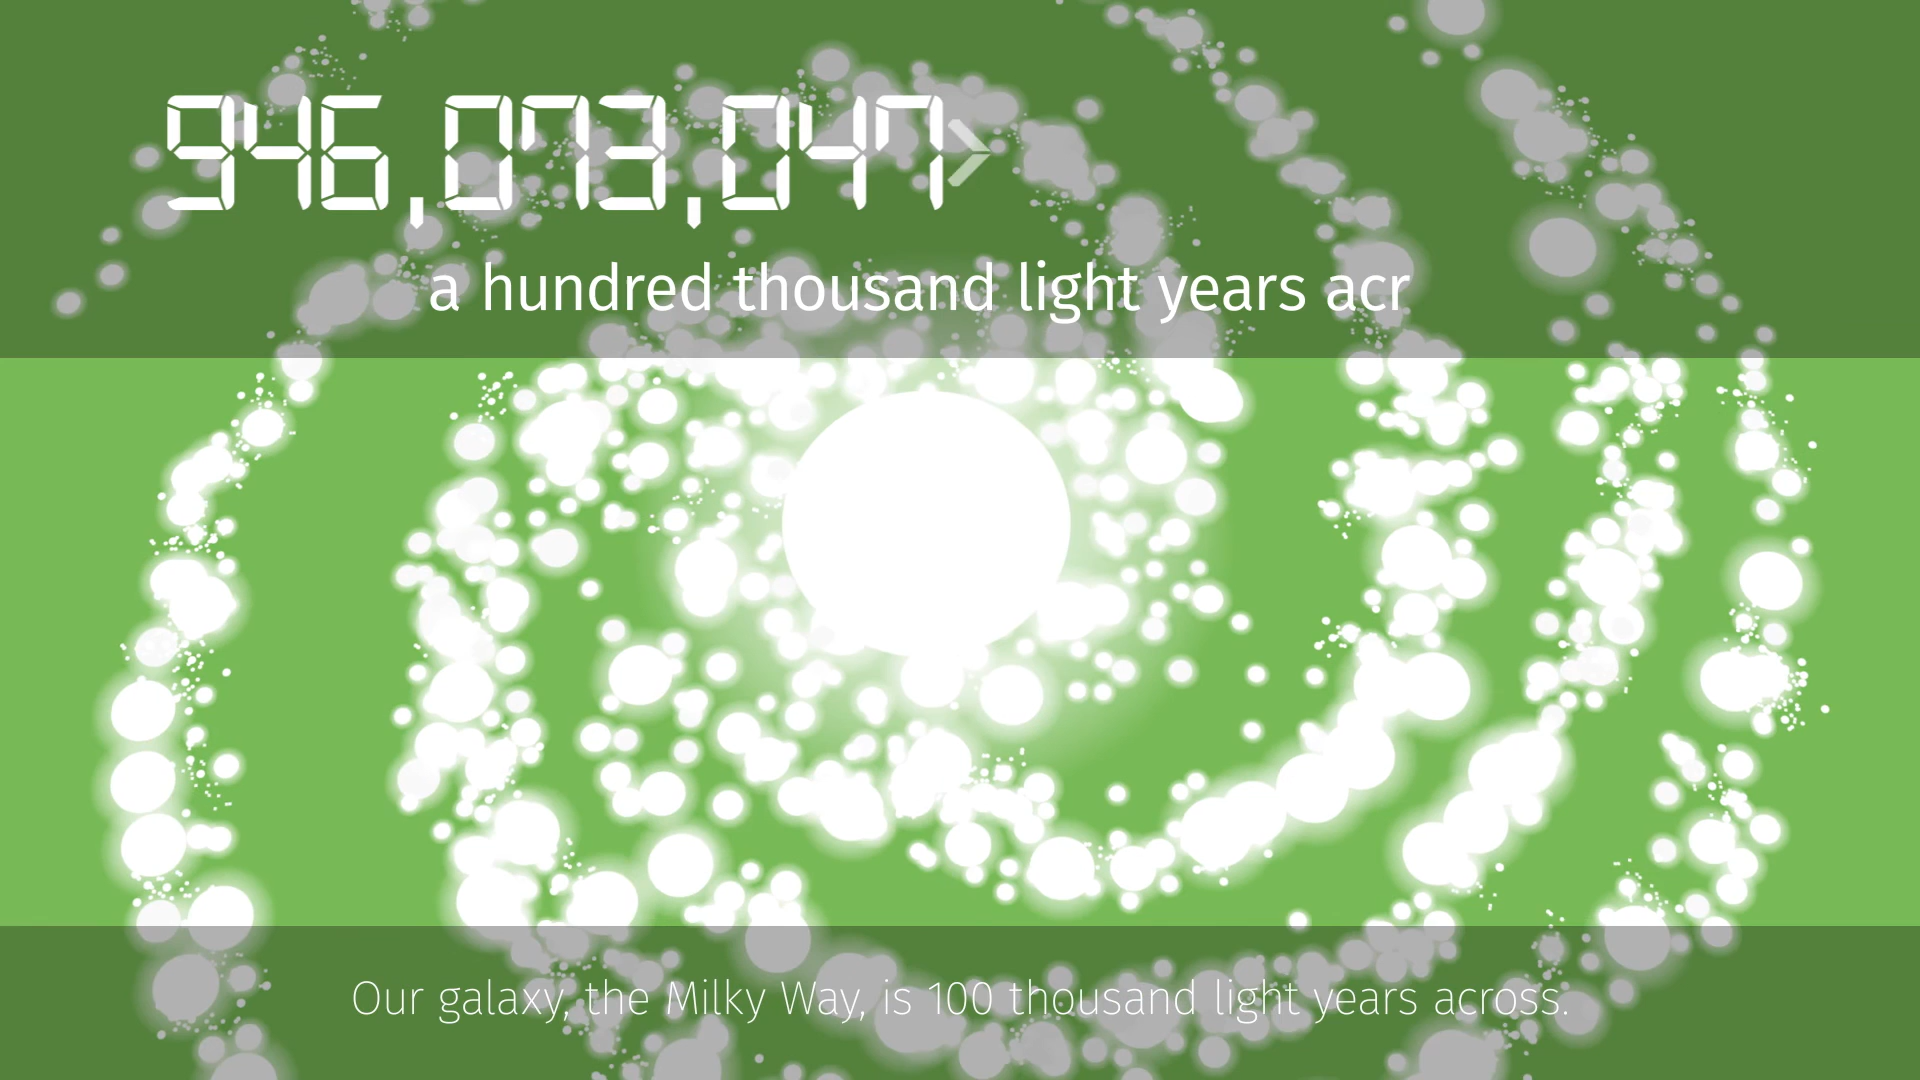 946,073,047>
a hundred thousand light years acr
Our galaxy, the Milky Way, is 100 thousand light years across.